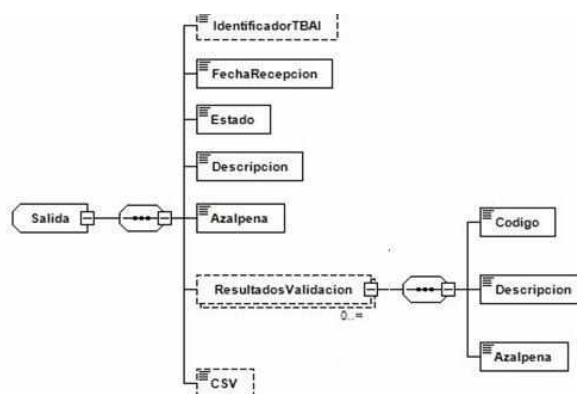 IdentificadorTBAI
FechaRecepcion
Estado
Descripcion
Salida
Azalpena
Codigo
ResultadosValidacion
Descripcion
0..∞
Azalpena
CSV